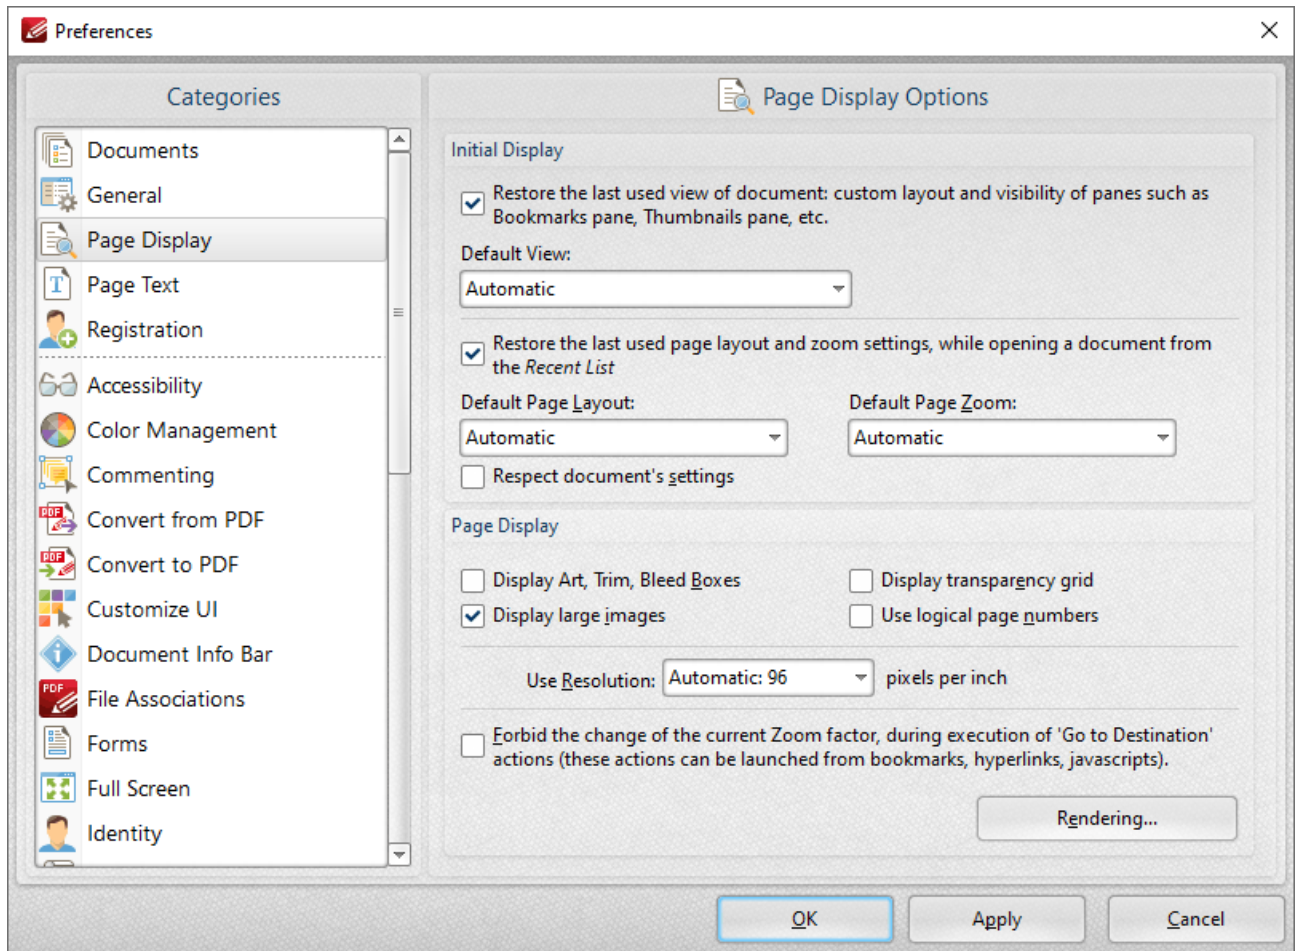 Preferences
Categories
Documents
General
Page Display
Page Text
Registration
Accessibility
Color Management
Commenting
PDF
Convert from PDF
PDF
Convert to PDF
Customize UI
Document Info Bar
PDF
File Associations
Forms
Full Screen
Identity
Page Display Options
Initial Display
Restore the last used view of document: custom layout and visibility of panes such as
Bookmarks pane, Thumbnails pane, etc.
Default View:
Automatic
Restore the last used page layout and zoom settings, while opening a document from
the Recent List
Default Page Layout:
Default Page Zoom:
Automatic
Automatic
Respect document's settings
Page Display
Display Art, Trim, Bleed Boxes
Display transparency grid
Display large images
Use logical page numbers
Use Resolution: Automatic: 96 pixels per inch
Forbid the change of the current Zoom factor, during execution of 'Go to Destination'
actions (these actions can be launched from bookmarks, hyperlinks, javascripts).
Rendering...
OK
Apply
Cancel